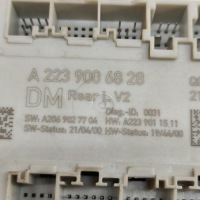 A 223 900 68 28
DM Rear L V2
Diag.-ID: 0031
SW: A206 902 77 04 HW: A223 901 15 11
SW-Status: 21/04/00 HW-Status: 19/44/00